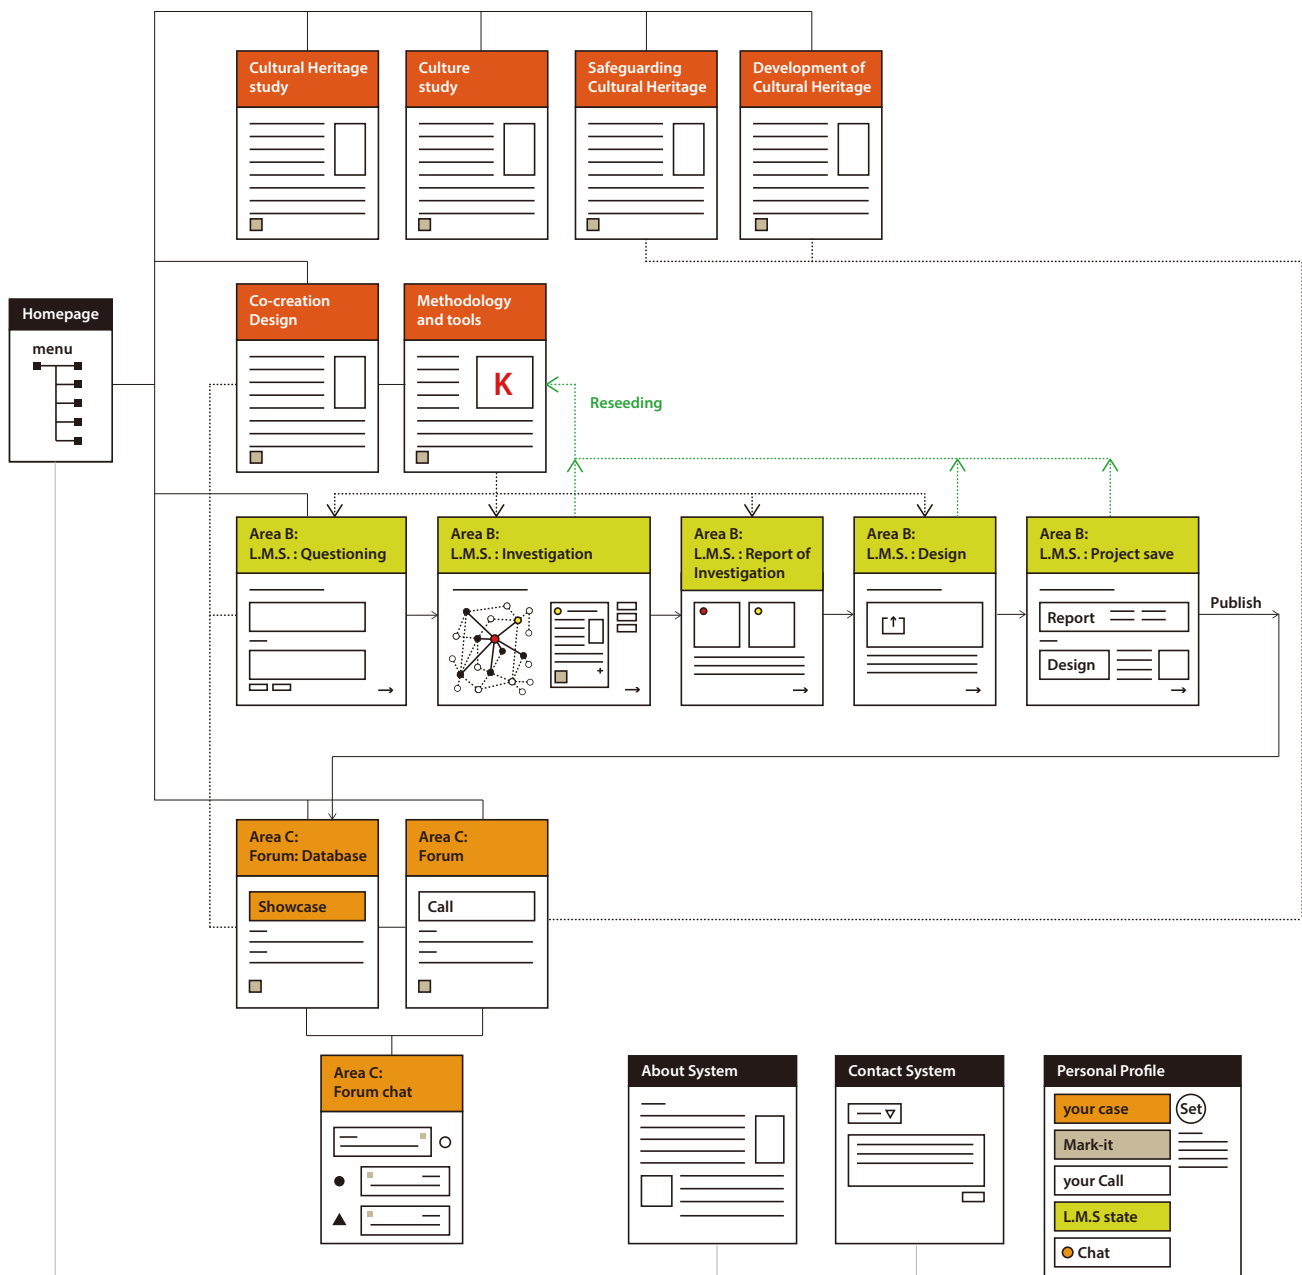 Cultural Heritage
study
Culture
study
Safeguarding
Cultural Heritage
Development of
Cultural Heritage
Homepage
menu
Co-creation
Design
Methodology
and tools
K
Reseeding
Area B:
L.M.S. : Questioning
Area B:
L.M.S. : Investigation
Area B:
L.M.S. : Report of
Investigation
Area B:
L.M.S. : Design
Area B:
L.M.S. : Project save
Report
Design
Publish
Area C:
Forum: Database
Showcase
Area C:
Forum
Call
Area C:
Forum chat
About System
Contact System
Personal Profile
your case
Set
Mark-it
your Call
L.M.S state
Chat